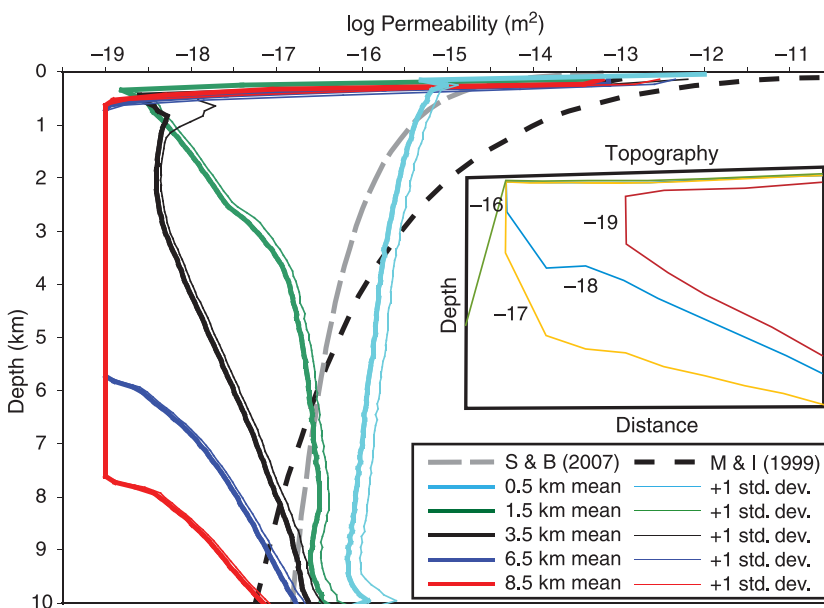 log Permeability (m²)
−19 −18 −17 −16 −15 −14 −13 −12 −11
0
1
2
3
4
5
6
7
8
9
10
Depth (km)
Topography
−16
−19
−18
−17
Depth
Distance
S & B (2007) M & I (1999)
0.5 km mean +1 std. dev.
1.5 km mean +1 std. dev.
3.5 km mean +1 std. dev.
6.5 km mean +1 std. dev.
8.5 km mean +1 std. dev.